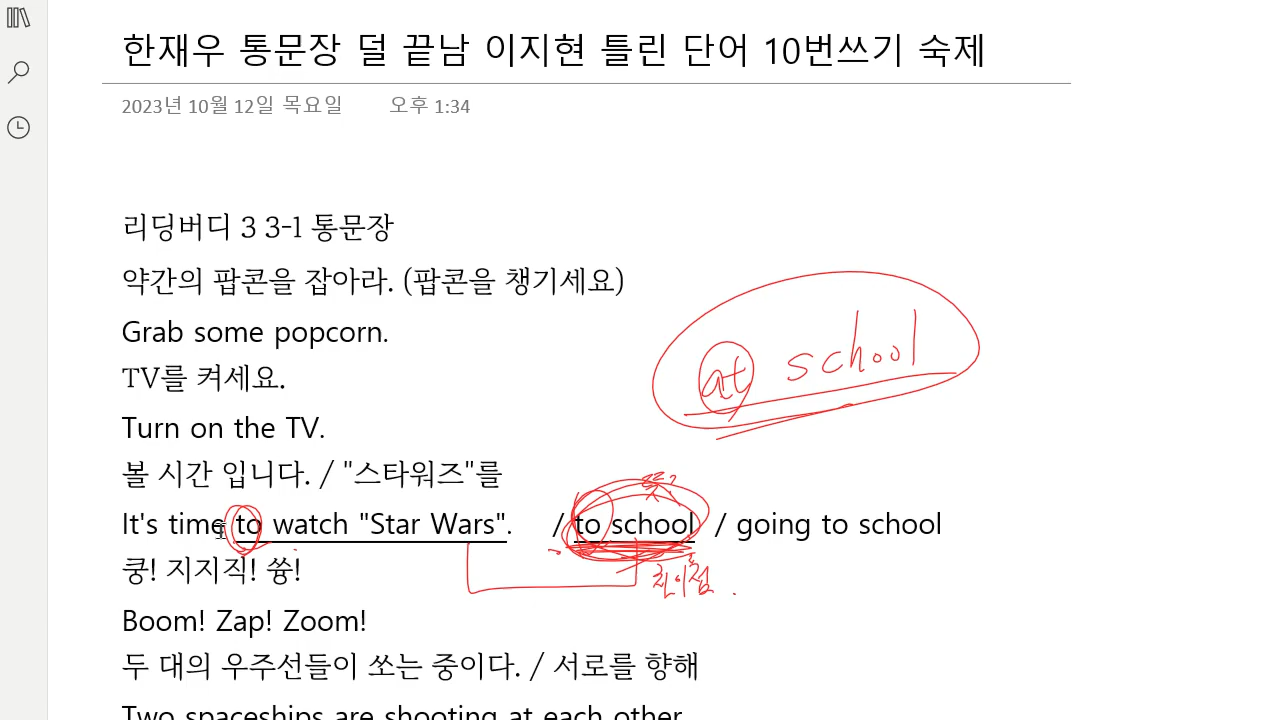 한재우 통문장 덜 끝남 이지현 틀린 단어 10번쓰기 숙제
2023년 10월 12일 목요일 오후 1:34
리딩버디 3 3-1 통문장
약간의 팝콘을 잡아라. (팝콘을 챙기세요)
Grab some popcorn.
at school
TV를 켜세요.
Turn on the TV.
볼 시간 입니다. / "스타워즈"를
뜻?
It's time to watch "Star Wars". / to school / going to school
쿵! 지지직! 쓩!
차이점
Boom! Zap! Zoom!
두 대의 우주선들이 쏘는 중이다. / 서로를 향해
Two spaceships are shooting at each other.